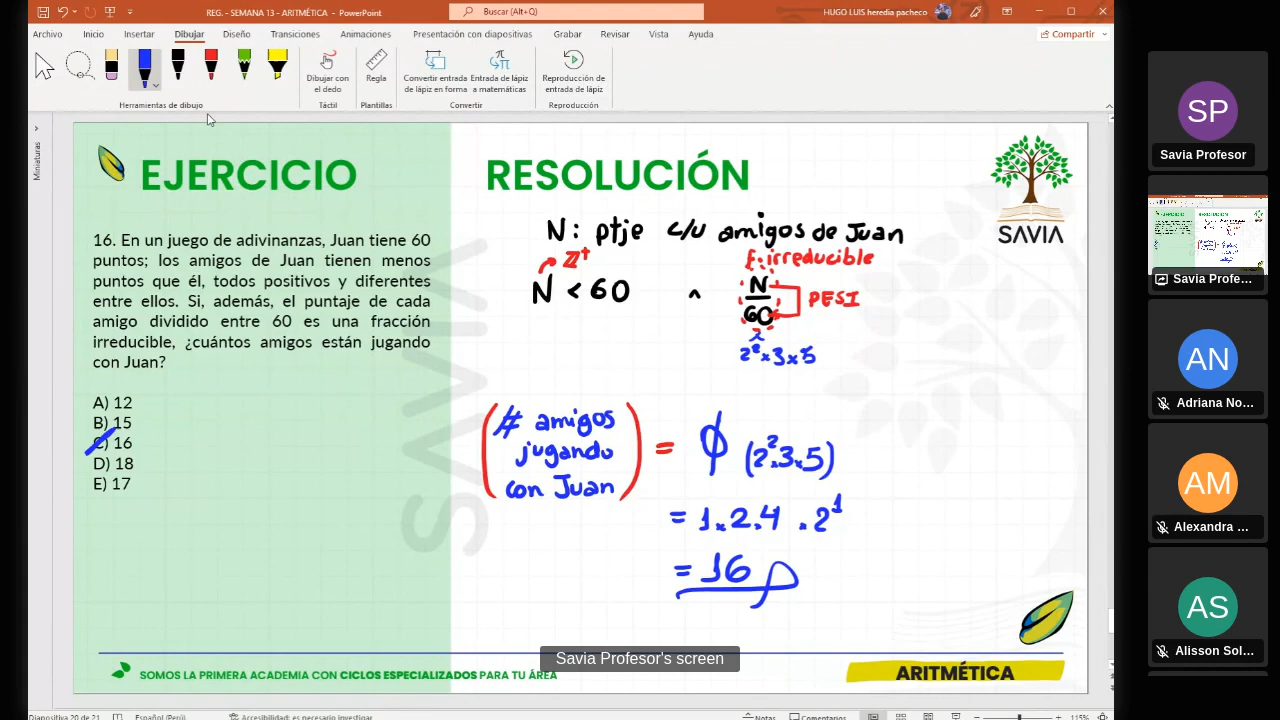 REG. - SEMANA 13 - ARITMÉTICA - PowerPoint
Buscar (Alt+Q)
HUGO LUIS heredia pacheco
Archivo Inicio Insertar Dibujar Diseño Transiciones Animaciones Presentación con diapositivas Grabar Revisar Vista Ayuda
Compartir
Dibujar con el dedo
Regla
Convertir entrada de lápiz en forma
Entrada de lápiz a matemáticas
Reproducción de entrada de lápiz
Herramientas de dibujo Táctil Plantillas Convertir Reproducción
Miniaturas
EJERCICIO
16. En un juego de adivinanzas, Juan tiene 60
puntos; los amigos de Juan tienen menos
puntos que él, todos positivos y diferentes
entre ellos. Si, además, el puntaje de cada
amigo dividido entre 60 es una fracción
irreducible, ¿cuántos amigos están jugando
con Juan?
A) 12
B) 15
C) 16
D) 18
E) 17
RESOLUCIÓN
SAVIA
N: ptje c/u amigos de Juan
Z⁺
f. irreducible
N < 60 ^ N/60 PESI
2²×3×5
# amigos
jugando
con Juan
= ϕ (2².3.5)
= 1×2.4 . 2¹
= 16
SAVIA
Savia Profesor's screen
SOMOS LA PRIMERA ACADEMIA CON CICLOS ESPECIALIZADOS PARA TU ÁREA
ARITMÉTICA
Diapositiva 20 de 21 Español (Perú) Accesibilidad: es necesario investigar
Notas Comentarios 115%
SP
Savia Profesor
Savia Profe...
AN
Adriana No...
AM
Alexandra ...
AS
Alisson Sol...